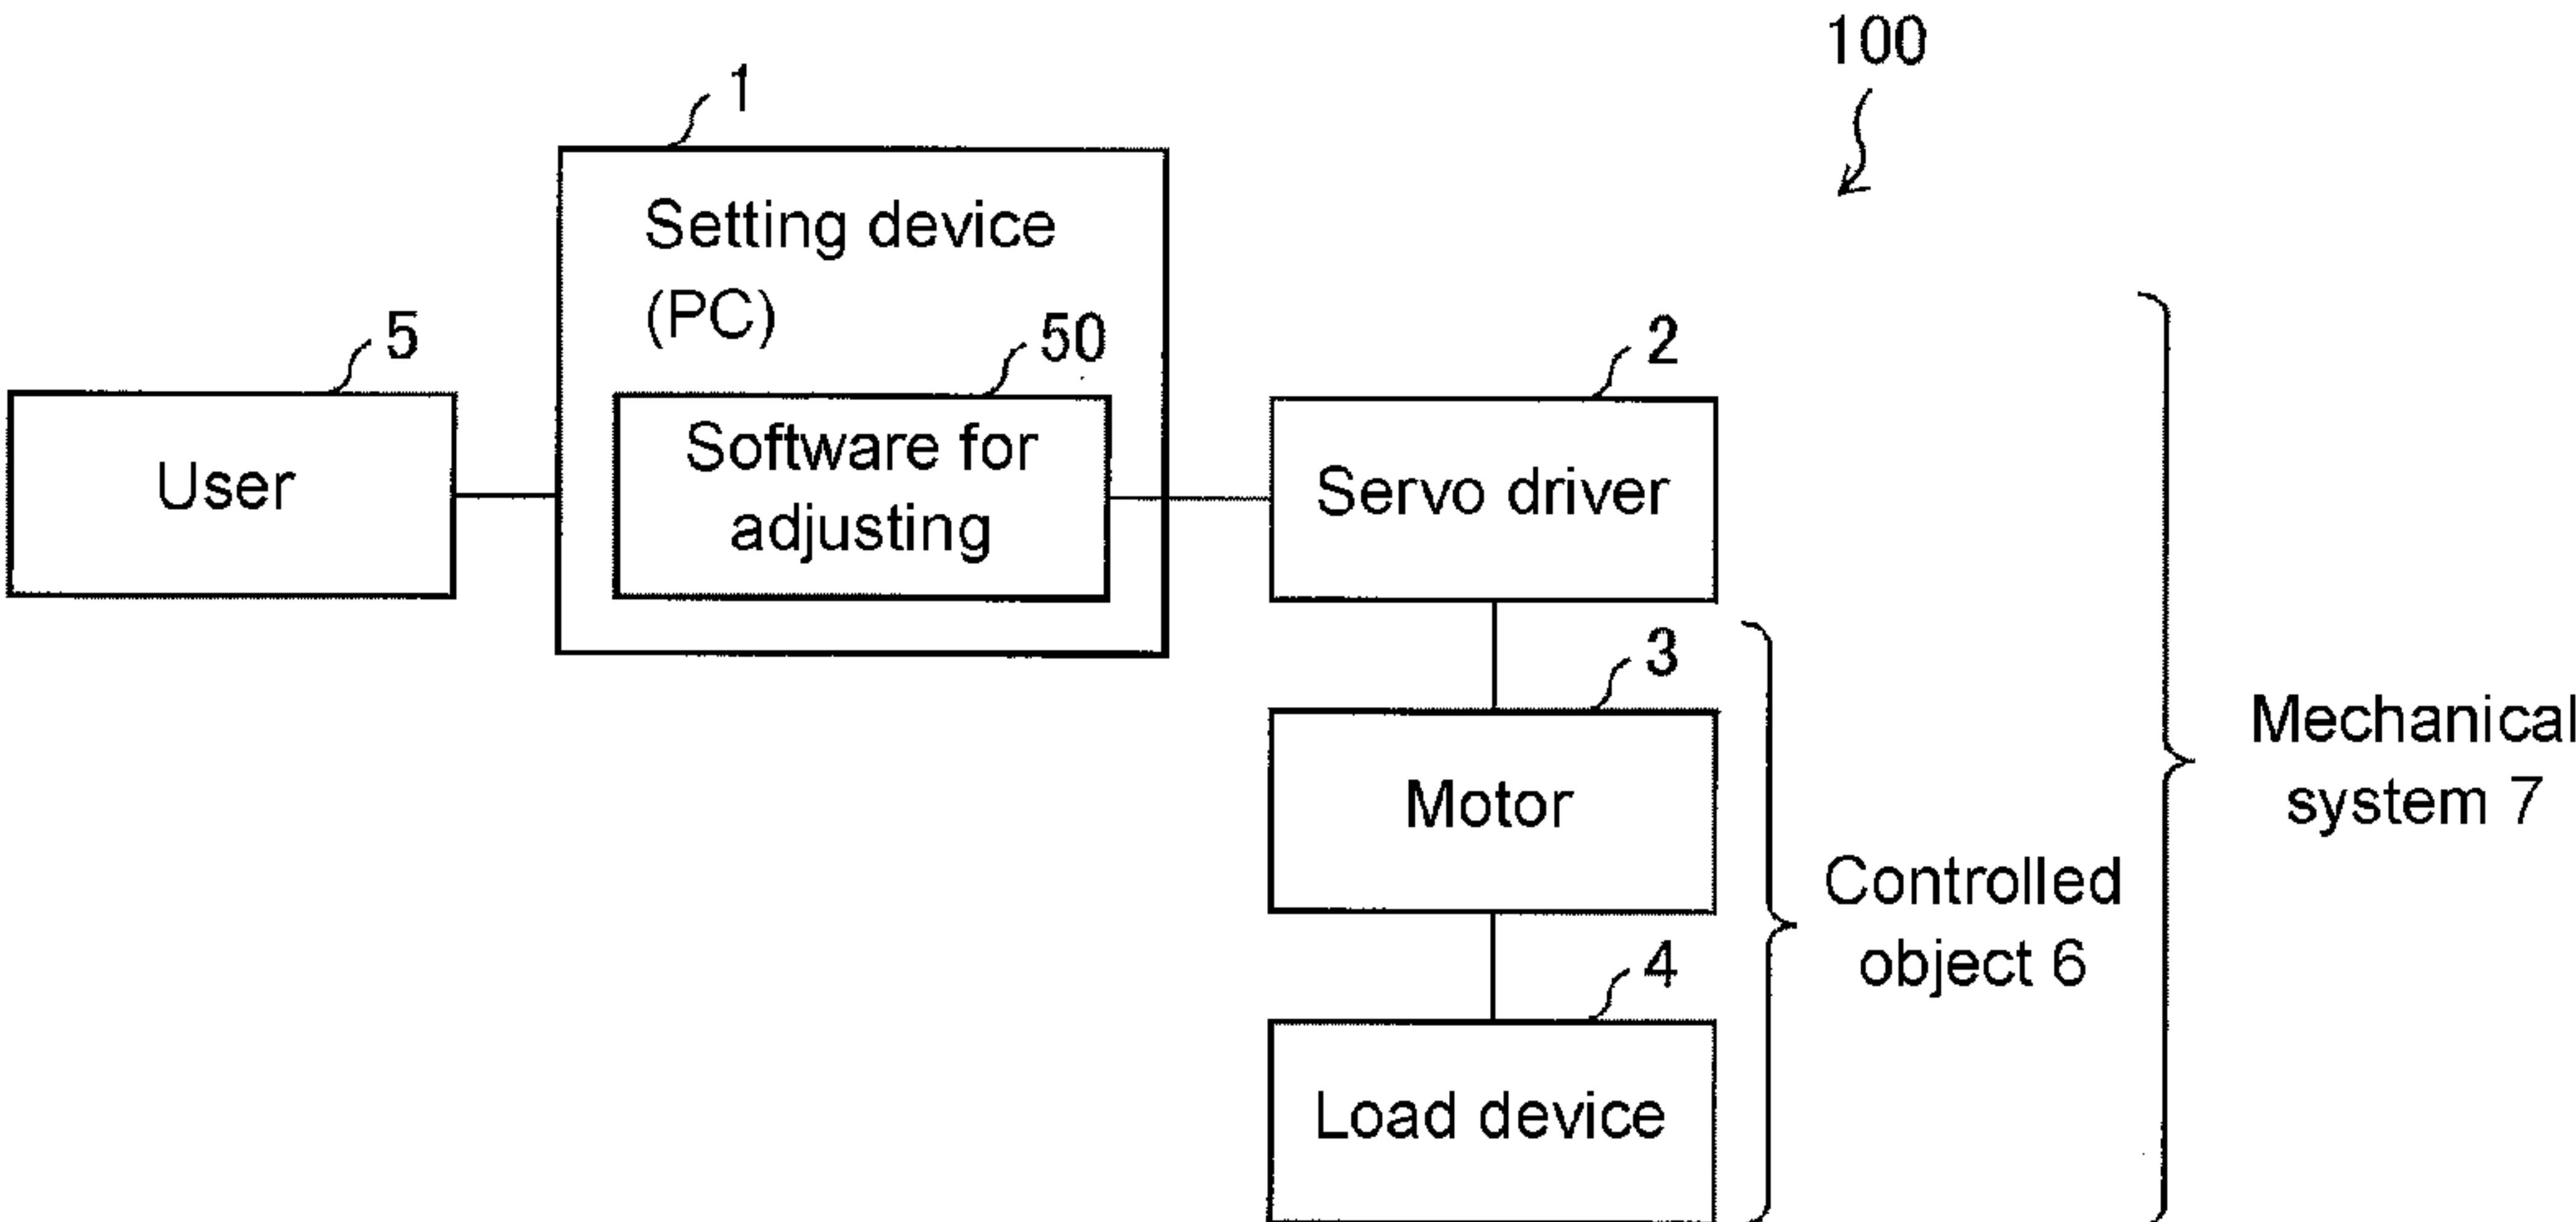 100
1
Setting device
(PC)
5
50
2
User
Software for
adjusting
Servo driver
3
Motor
Mechanical
system 7
Controlled
object 6
4
Load device